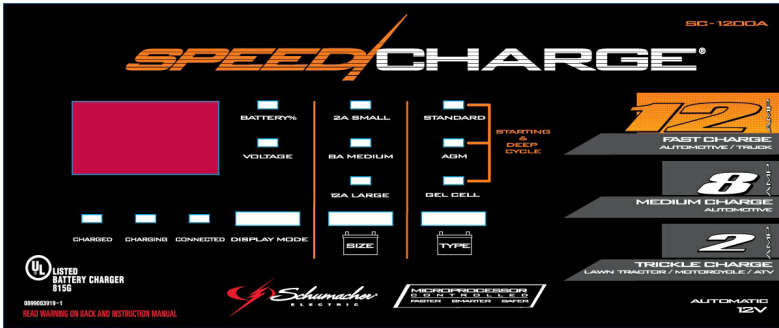 SC-1200A
SPEEDCHARGE®
BATTERY%
2A SMALL
STANDARD
VOLTAGE
8A MEDIUM
AGM
12A LARGE
GEL CELL
STARTING
&
DEEP
CYCLE
12 AMP
FAST CHARGE
AUTOMOTIVE / TRUCK
8 AMP
MEDIUM CHARGE
AUTOMOTIVE
2 AMP
TRICKLE CHARGE
LAWN TRACTOR / MOTORCYCLE / ATV
CHARGED
CHARGING
CONNECTED
DISPLAY MODE
SIZE
TYPE
UL LISTED
BATTERY CHARGER
815G
0099003919-1
READ WARNING ON BACK AND INSTRUCTION MANUAL
Schumacher®
ELECTRIC
MICROPROCESSOR
CONTROLLED
FASTER SMARTER SAFER
AUTOMATIC
12V